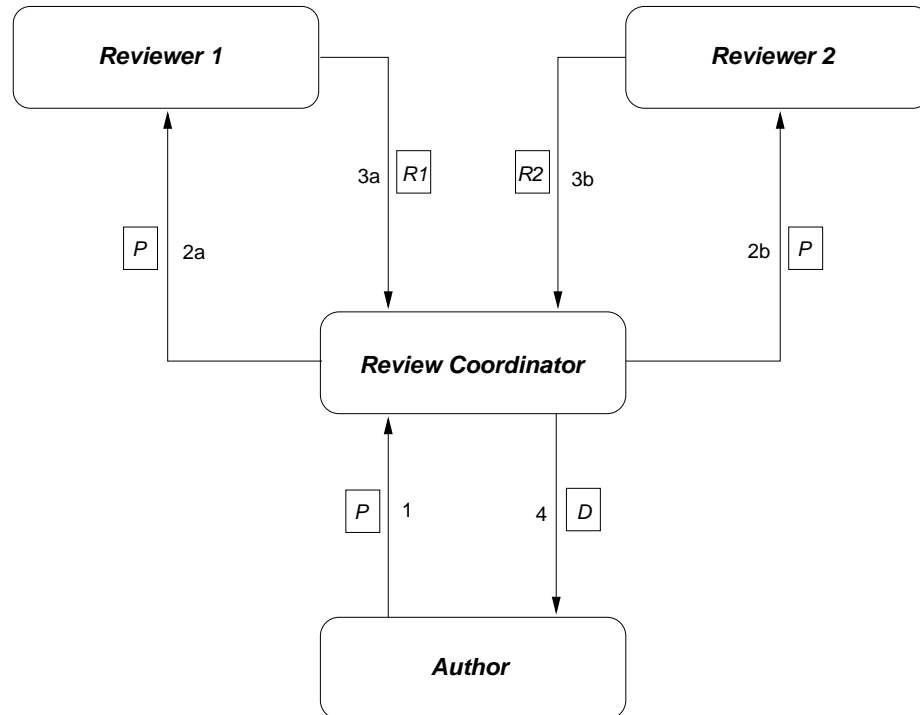 Reviewer 1
Reviewer 2
3a
R1
R2
3b
P
2a
2b
P
Review Coordinator
P
1
4
D
Author